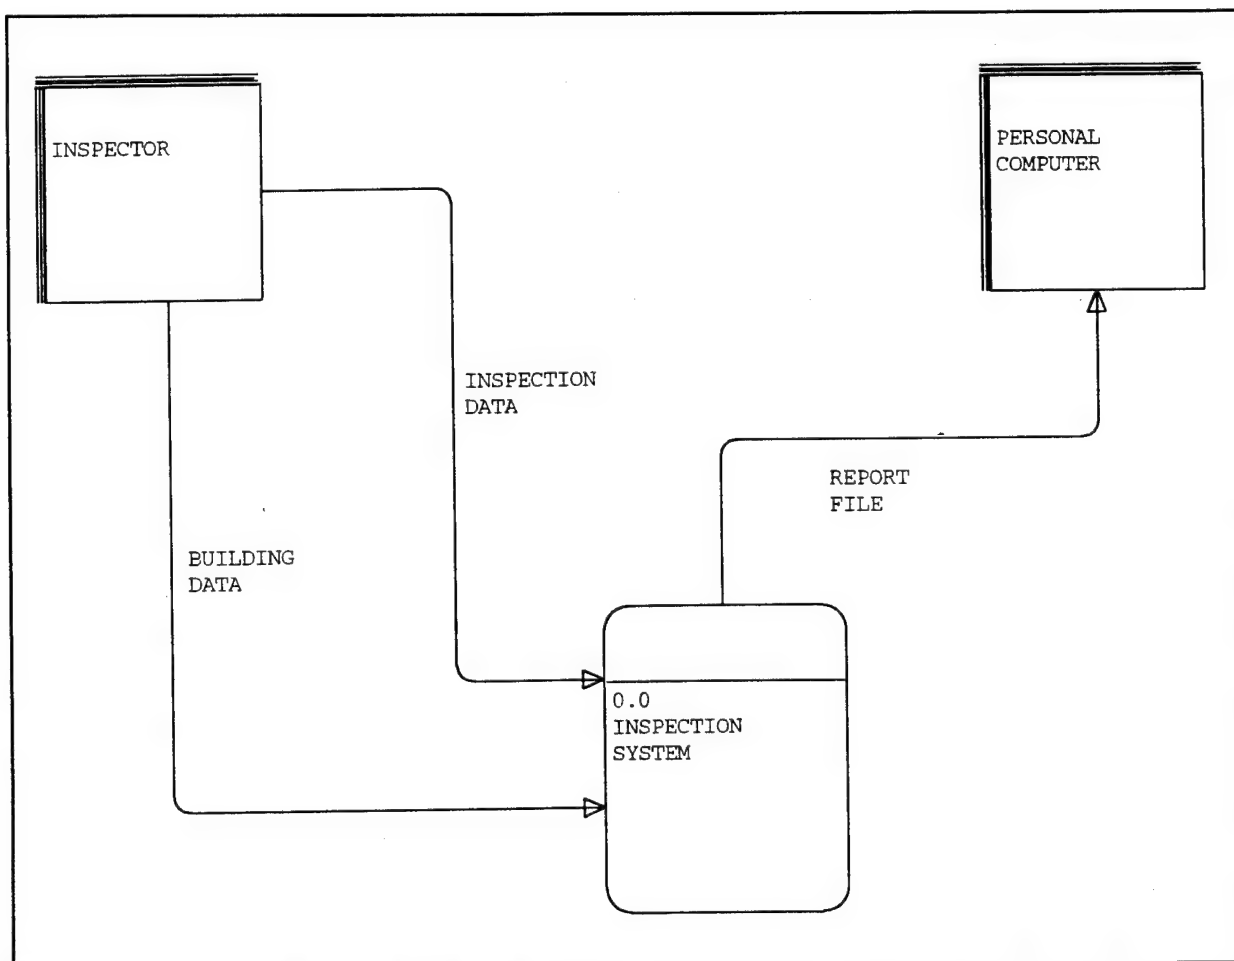 INSPECTOR
PERSONAL
COMPUTER
INSPECTION
DATA
REPORT
FILE
BUILDING
DATA
0.0
INSPECTION
SYSTEM